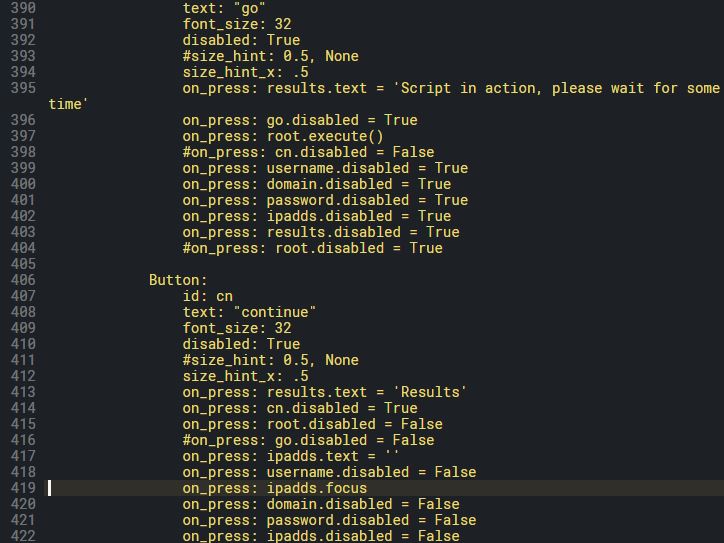 390 text: "go"
391 font_size: 32
392 disabled: True
393 #size_hint: 0.5, None
394 size_hint_x: .5
395 on_press: results.text = 'Script in action, please wait for some
time'
396 on_press: go.disabled = True
397 on_press: root.execute()
398 #on_press: cn.disabled = False
399 on_press: username.disabled = True
400 on_press: domain.disabled = True
401 on_press: password.disabled = True
402 on_press: ipadds.disabled = True
403 on_press: results.disabled = True
404 #on_press: root.disabled = True
405
406 Button:
407 id: cn
408 text: "continue"
409 font_size: 32
410 disabled: True
411 #size_hint: 0.5, None
412 size_hint_x: .5
413 on_press: results.text = 'Results'
414 on_press: cn.disabled = True
415 on_press: root.disabled = False
416 #on_press: go.disabled = False
417 on_press: ipadds.text = ''
418 on_press: username.disabled = False
419 on_press: ipadds.focus
420 on_press: domain.disabled = False
421 on_press: password.disabled = False
422 on_press: ipadds.disabled = False